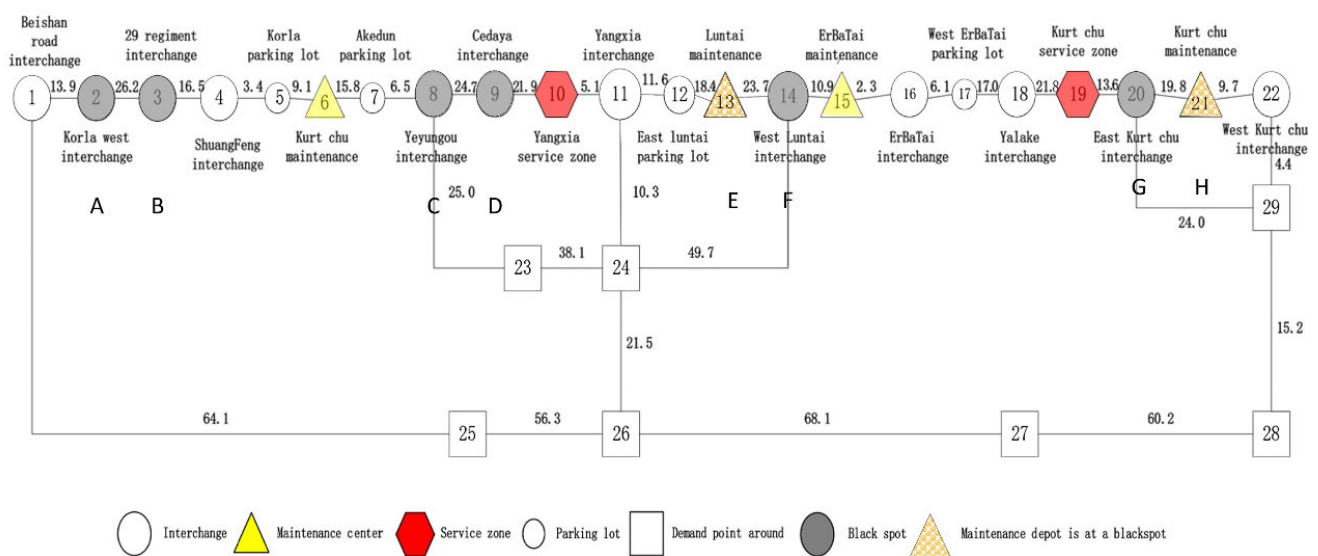 Beishan
road
interchange
29 regiment
interchange
Korla
parking lot
Akedun
parking lot
Cedaya
interchange
Yangxia
interchange
Luntai
maintenance
ErBaTai
maintenance
West ErBaTai
parking lot
Kurt chu
service zone
Kurt chu
maintenance
1 13.9 2 26.2 3 16.5 4 3.4 5 9.1 6 15.8 7 6.5 8 24.7 9 21.9 10 5.1 11 11.6 12 18.4 13 23.7 14 10.9 15 2.3 16 6.1 17 17.0 18 21.8 19 13.6 20 19.8 21 9.7 22
Korla west
interchange
ShuangFeng
interchange
Kurt chu
maintenance
Yeyungou
interchange
Yangxia
service zone
East luntai
parking lot
West Luntai
interchange
ErBaTai
interchange
Yalake
interchange
East Kurt chu
interchange
West Kurt chu
interchange
4.4
A B C 25.0 D 10.3 E F G H
24.0 29
23 38.1 24 49.7
21.5 15.2
64.1 25 56.3 26 68.1 27 60.2 28
Interchange Maintenance center Service zone Parking lot Demand point around Black spot Maintenance depot is at a blackspot